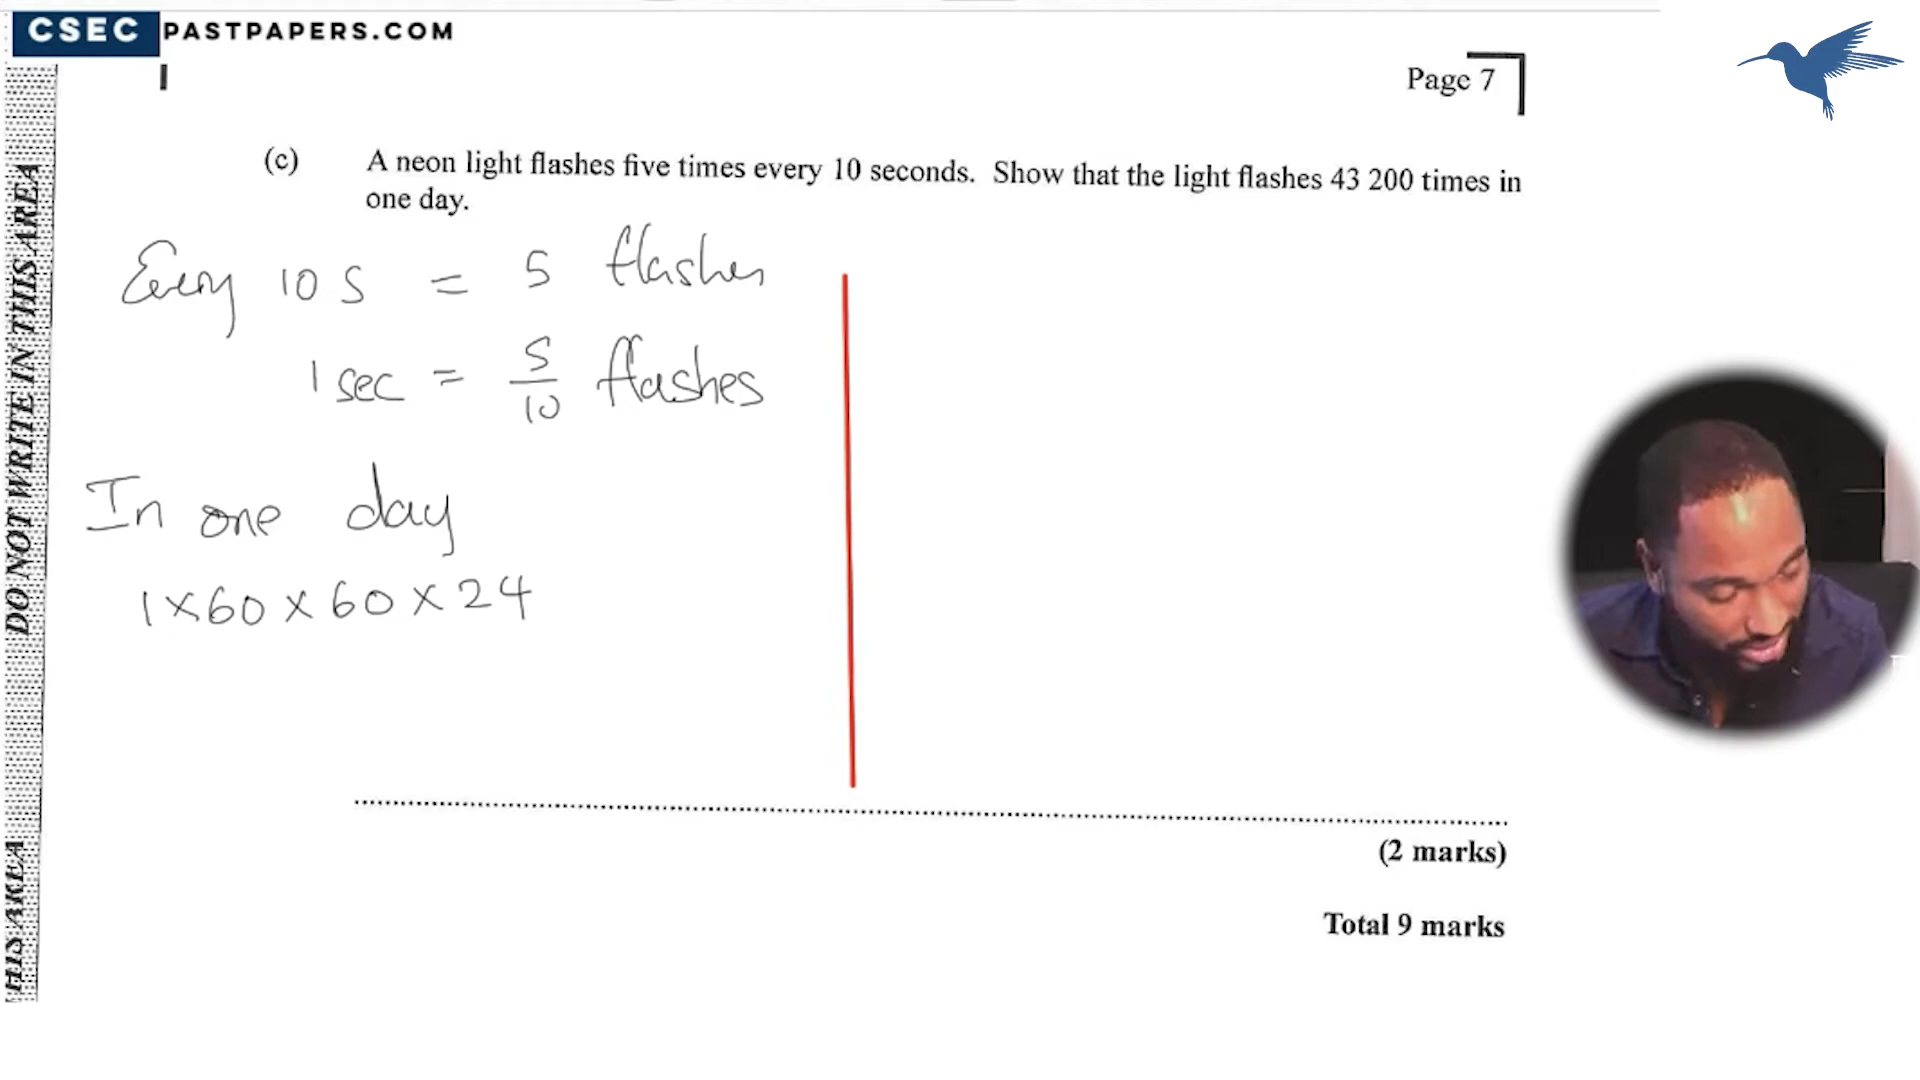 CSEC PASTPAPERS.COM
Page 7
(c) A neon light flashes five times every 10 seconds. Show that the light flashes 43 200 times in
one day.
Every 10 S = 5 flashes
1 sec = 5/10 flashes
In one day
1 x 60 x 60 x 24
(2 marks)
Total 9 marks
DO NOT WRITE IN THIS AREA
HIS AREA